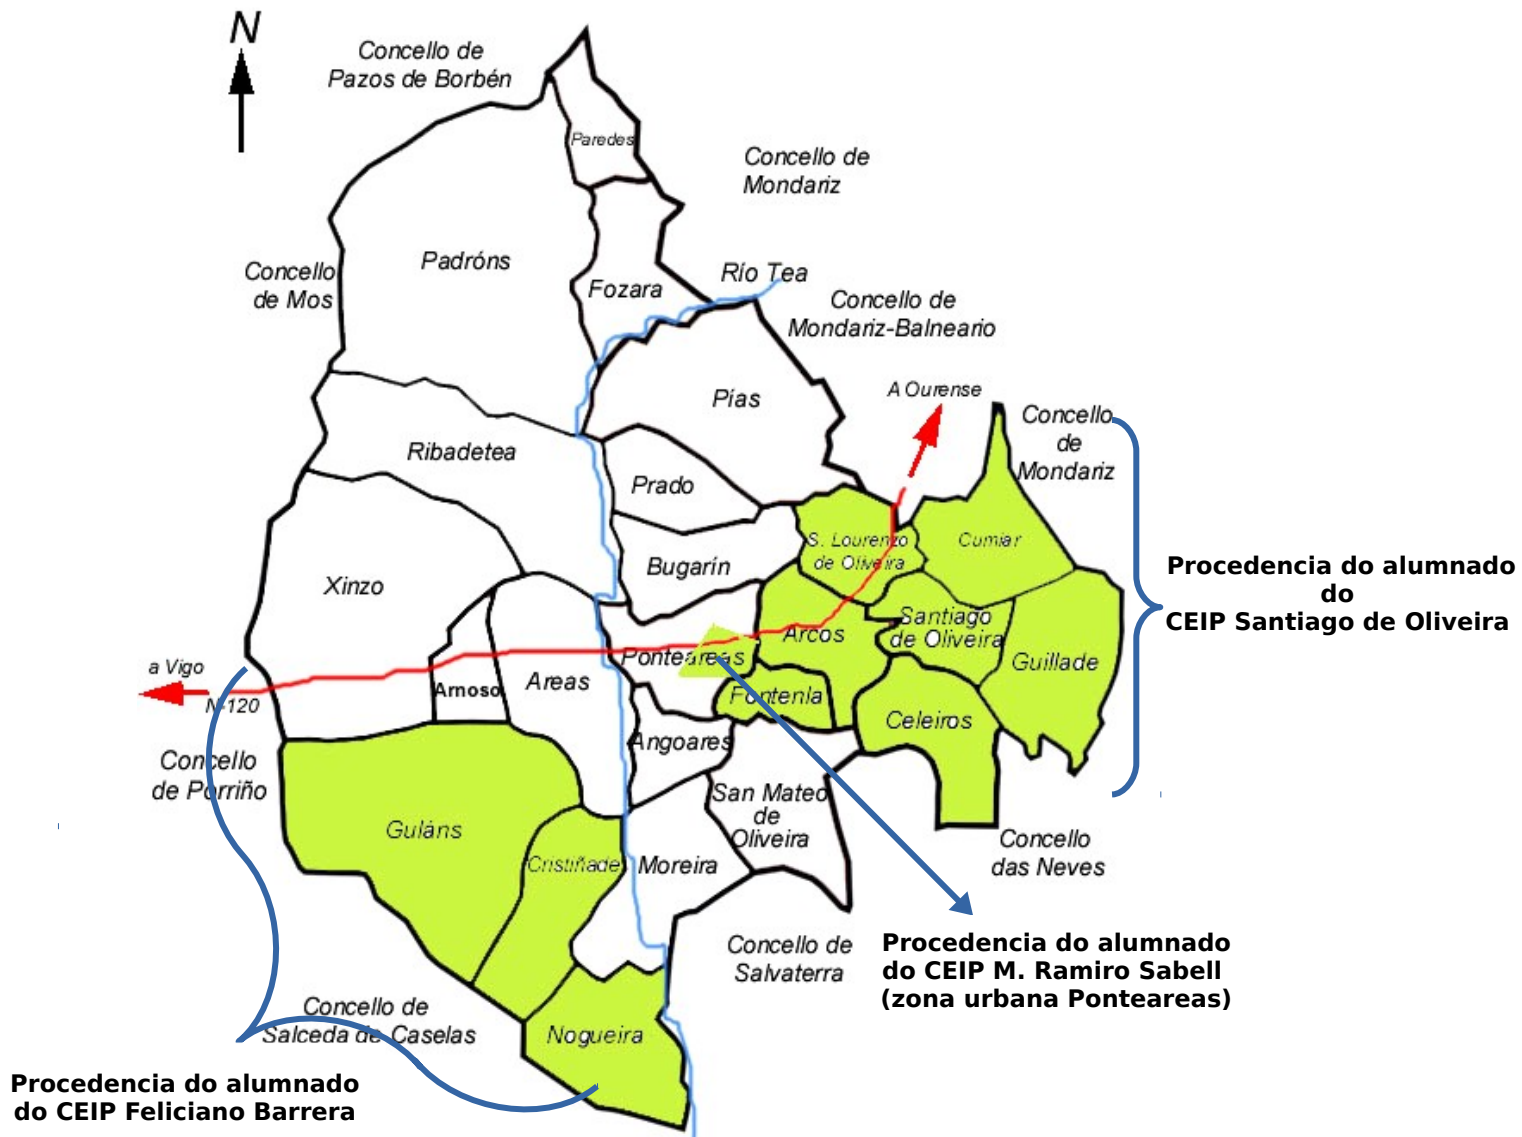 N
Concello de
Pazos de Borbén
Paredes
Concello de
Mondariz
Padróns
Concello
de Mos
Fozara
Río Tea
Concello de
Mondariz-Balneario
A Ourense
Pías
Concello
de
Mondariz
Ribadetea
Prado
S. Lourenzo
de Oliveira
Cumiar
Bugarín
Xinzo
Procedencia do alumnado
do
CEIP Santiago de Oliveira
Arcos
Santiago
de Oliveira
Guillade
Ponteareas
a Vigo
N-120
Arnoso
Areas
Fontenla
Celeiros
Angoares
Concello
de Porriño
San Mateo
de
Oliveira
Guláns
Cristiñade
Moreira
Concello
das Neves
Concello de
Salvaterra
Procedencia do alumnado
do CEIP M. Ramiro Sabell
(zona urbana Ponteareas)
Concello de
Salceda de Caselas
Nogueira
Procedencia do alumnado
do CEIP Feliciano Barrera